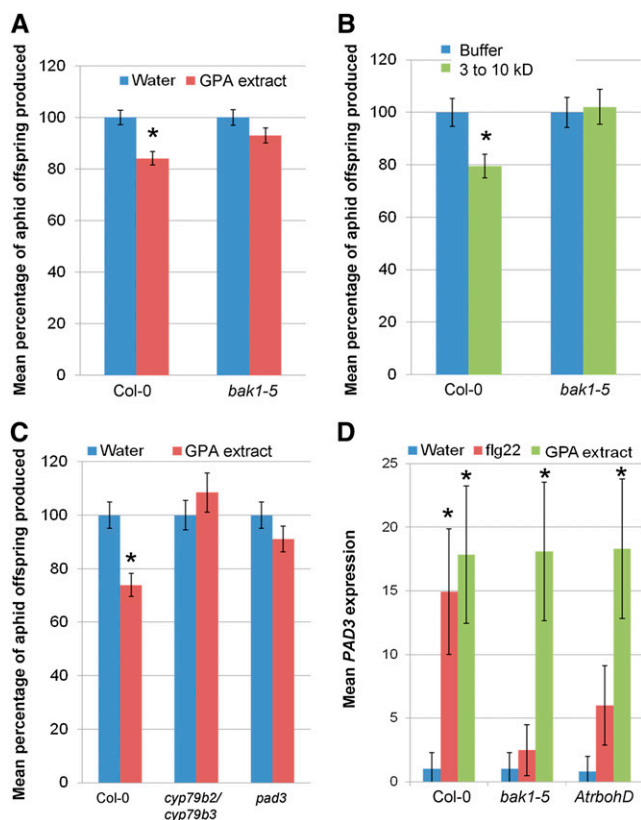 A
Water GPA extract
Mean percentage of aphid offspring produced
120
100
80
60
40
20
0
*
Col-0 bak1-5
B
Buffer
3 to 10 kD
Mean percentage of aphid offspring produced
120
100
80
60
40
20
0
*
Col-0 bak1-5
C
Water GPA extract
Mean percentage of aphid offspring produced
120
100
80
60
40
20
0
*
Col-0 cyp79b2/ pad3
cyp79b3
D
Water flg22 GPA extract
Mean PAD3 expression
25
20
15
10
5
0
* * * *
Col-0 bak1-5 AtrbohD